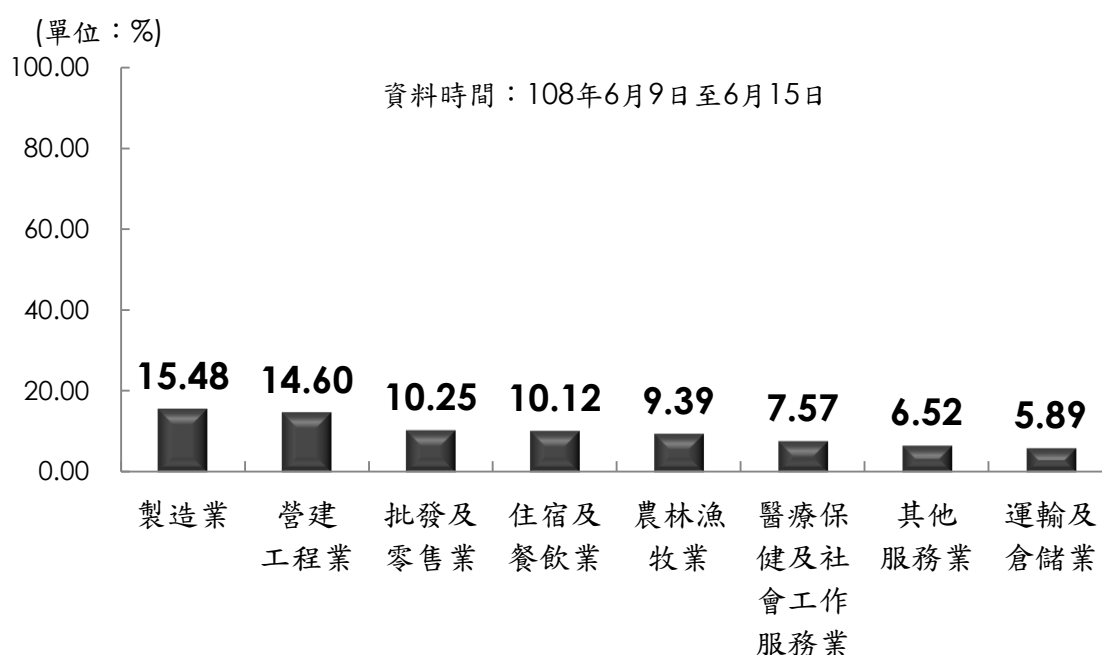 (單位：%)
100.00
資料時間：108年6月9日至6月15日
80.00
60.00
40.00
20.00
0.00
15.48
14.60
10.25
10.12
9.39
7.57
6.52
5.89
製造業
營建
工程業
批發及
零售業
住宿及
餐飲業
農林漁
牧業
醫療保
健及社
會工作
服務業
其他
服務業
運輸及
倉儲業